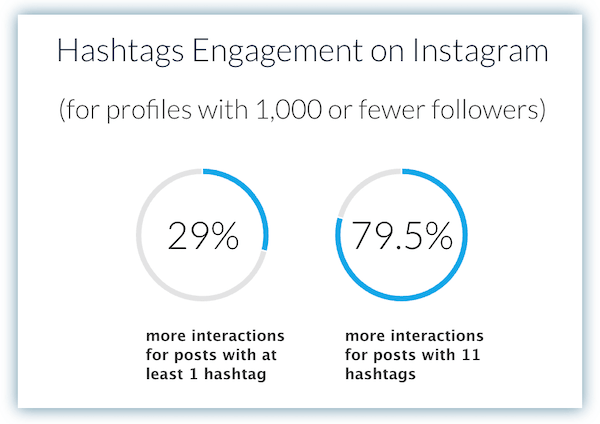 Hashtags Engagement on Instagram
(for profiles with 1,000 or fewer followers)
29%
79.5%
more interactions
for posts with at
least 1 hashtag
more interactions
for posts with 11
hashtags